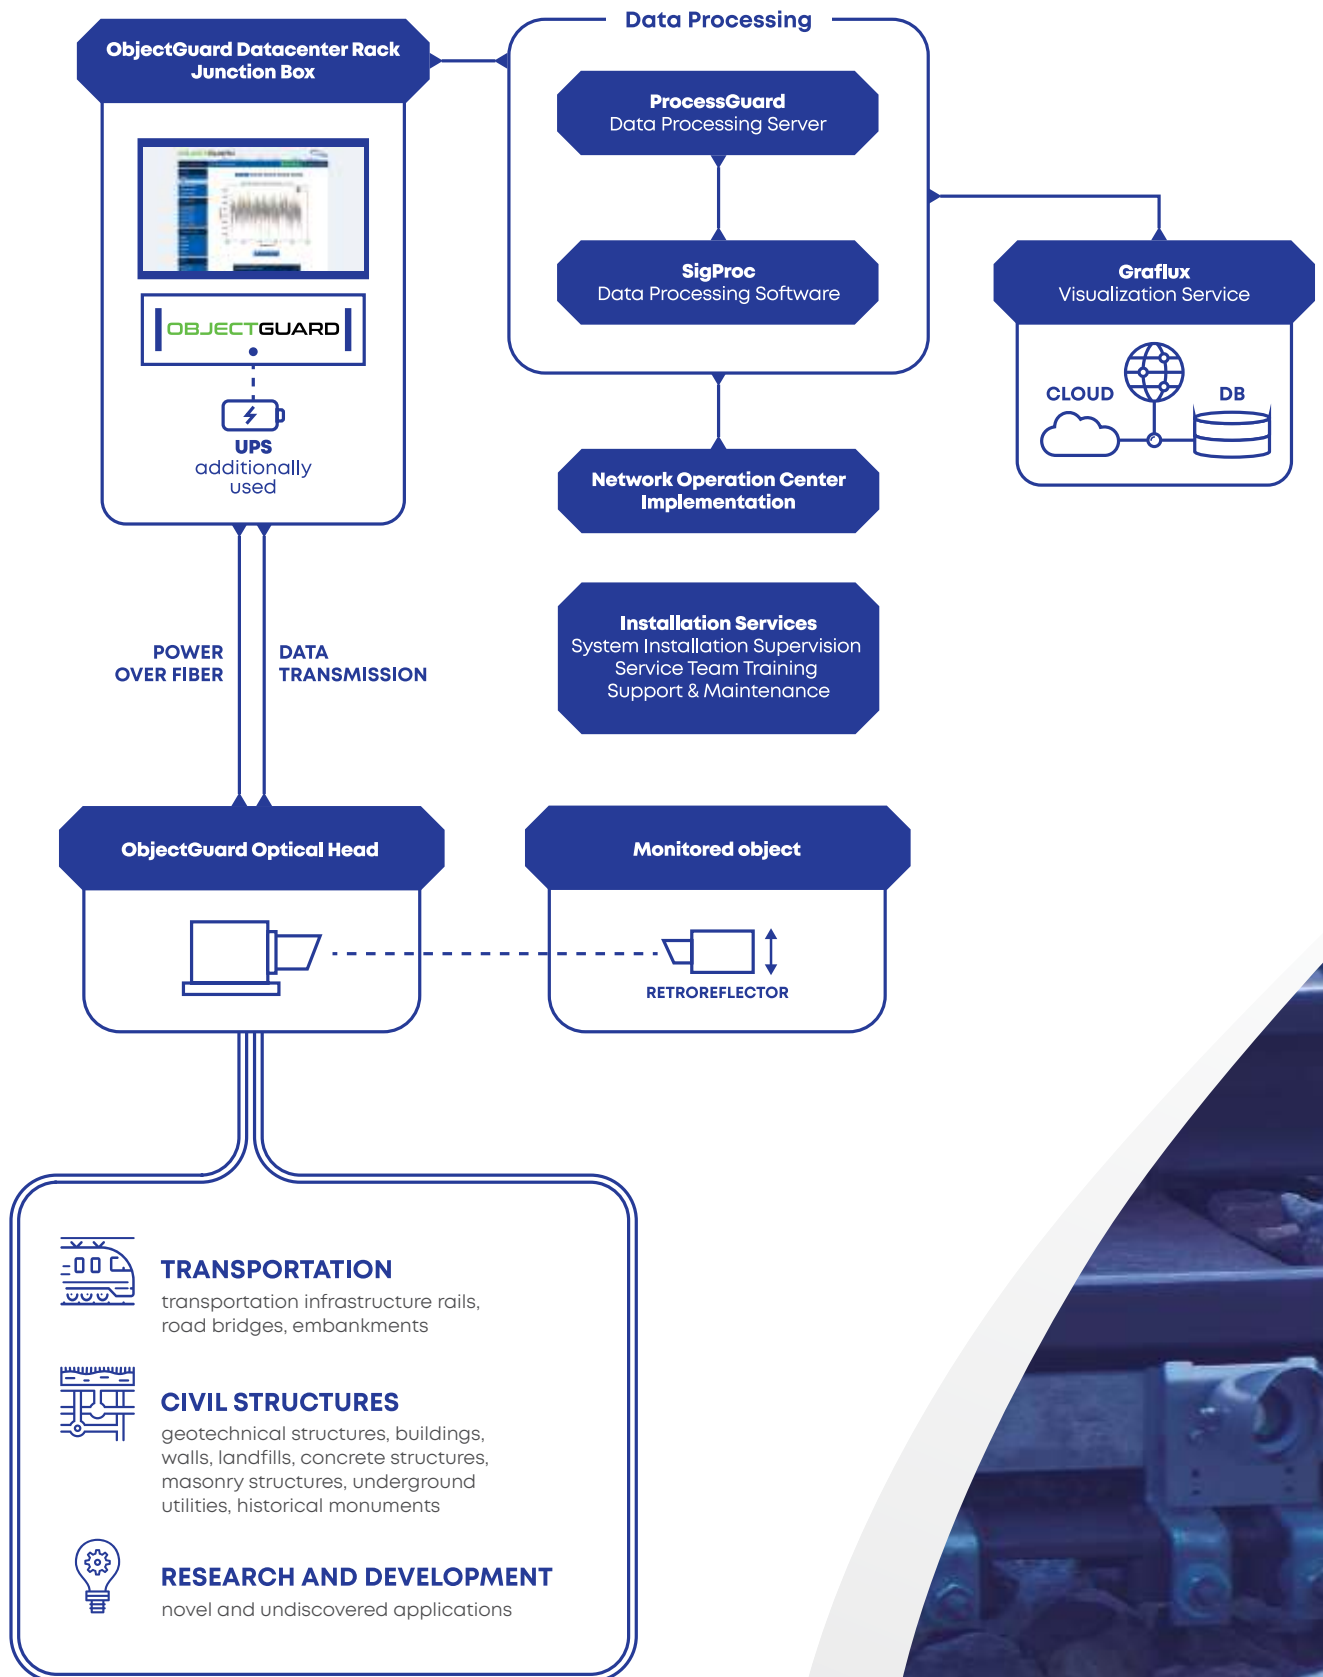 ObjectGuard Datacenter Rack
Junction Box
OBJECTGUARD
UPS
additionally
used
Data Processing
ProcessGuard
Data Processing Server
SigProc
Data Processing Software
Graflux
Visualization Service
CLOUD
DB
Network Operation Center
Implementation
Installation Services
System Installation Supervision
Service Team Training
Support & Maintenance
POWER
OVER FIBER
DATA
TRANSMISSION
ObjectGuard Optical Head
Monitored object
RETROREFLECTOR
TRANSPORTATION
transportation infrastructure rails,
road bridges, embankments
CIVIL STRUCTURES
geotechnical structures, buildings,
walls, landfills, concrete structures,
masonry structures, underground
utilities, historical monuments
RESEARCH AND DEVELOPMENT
novel and undiscovered applications